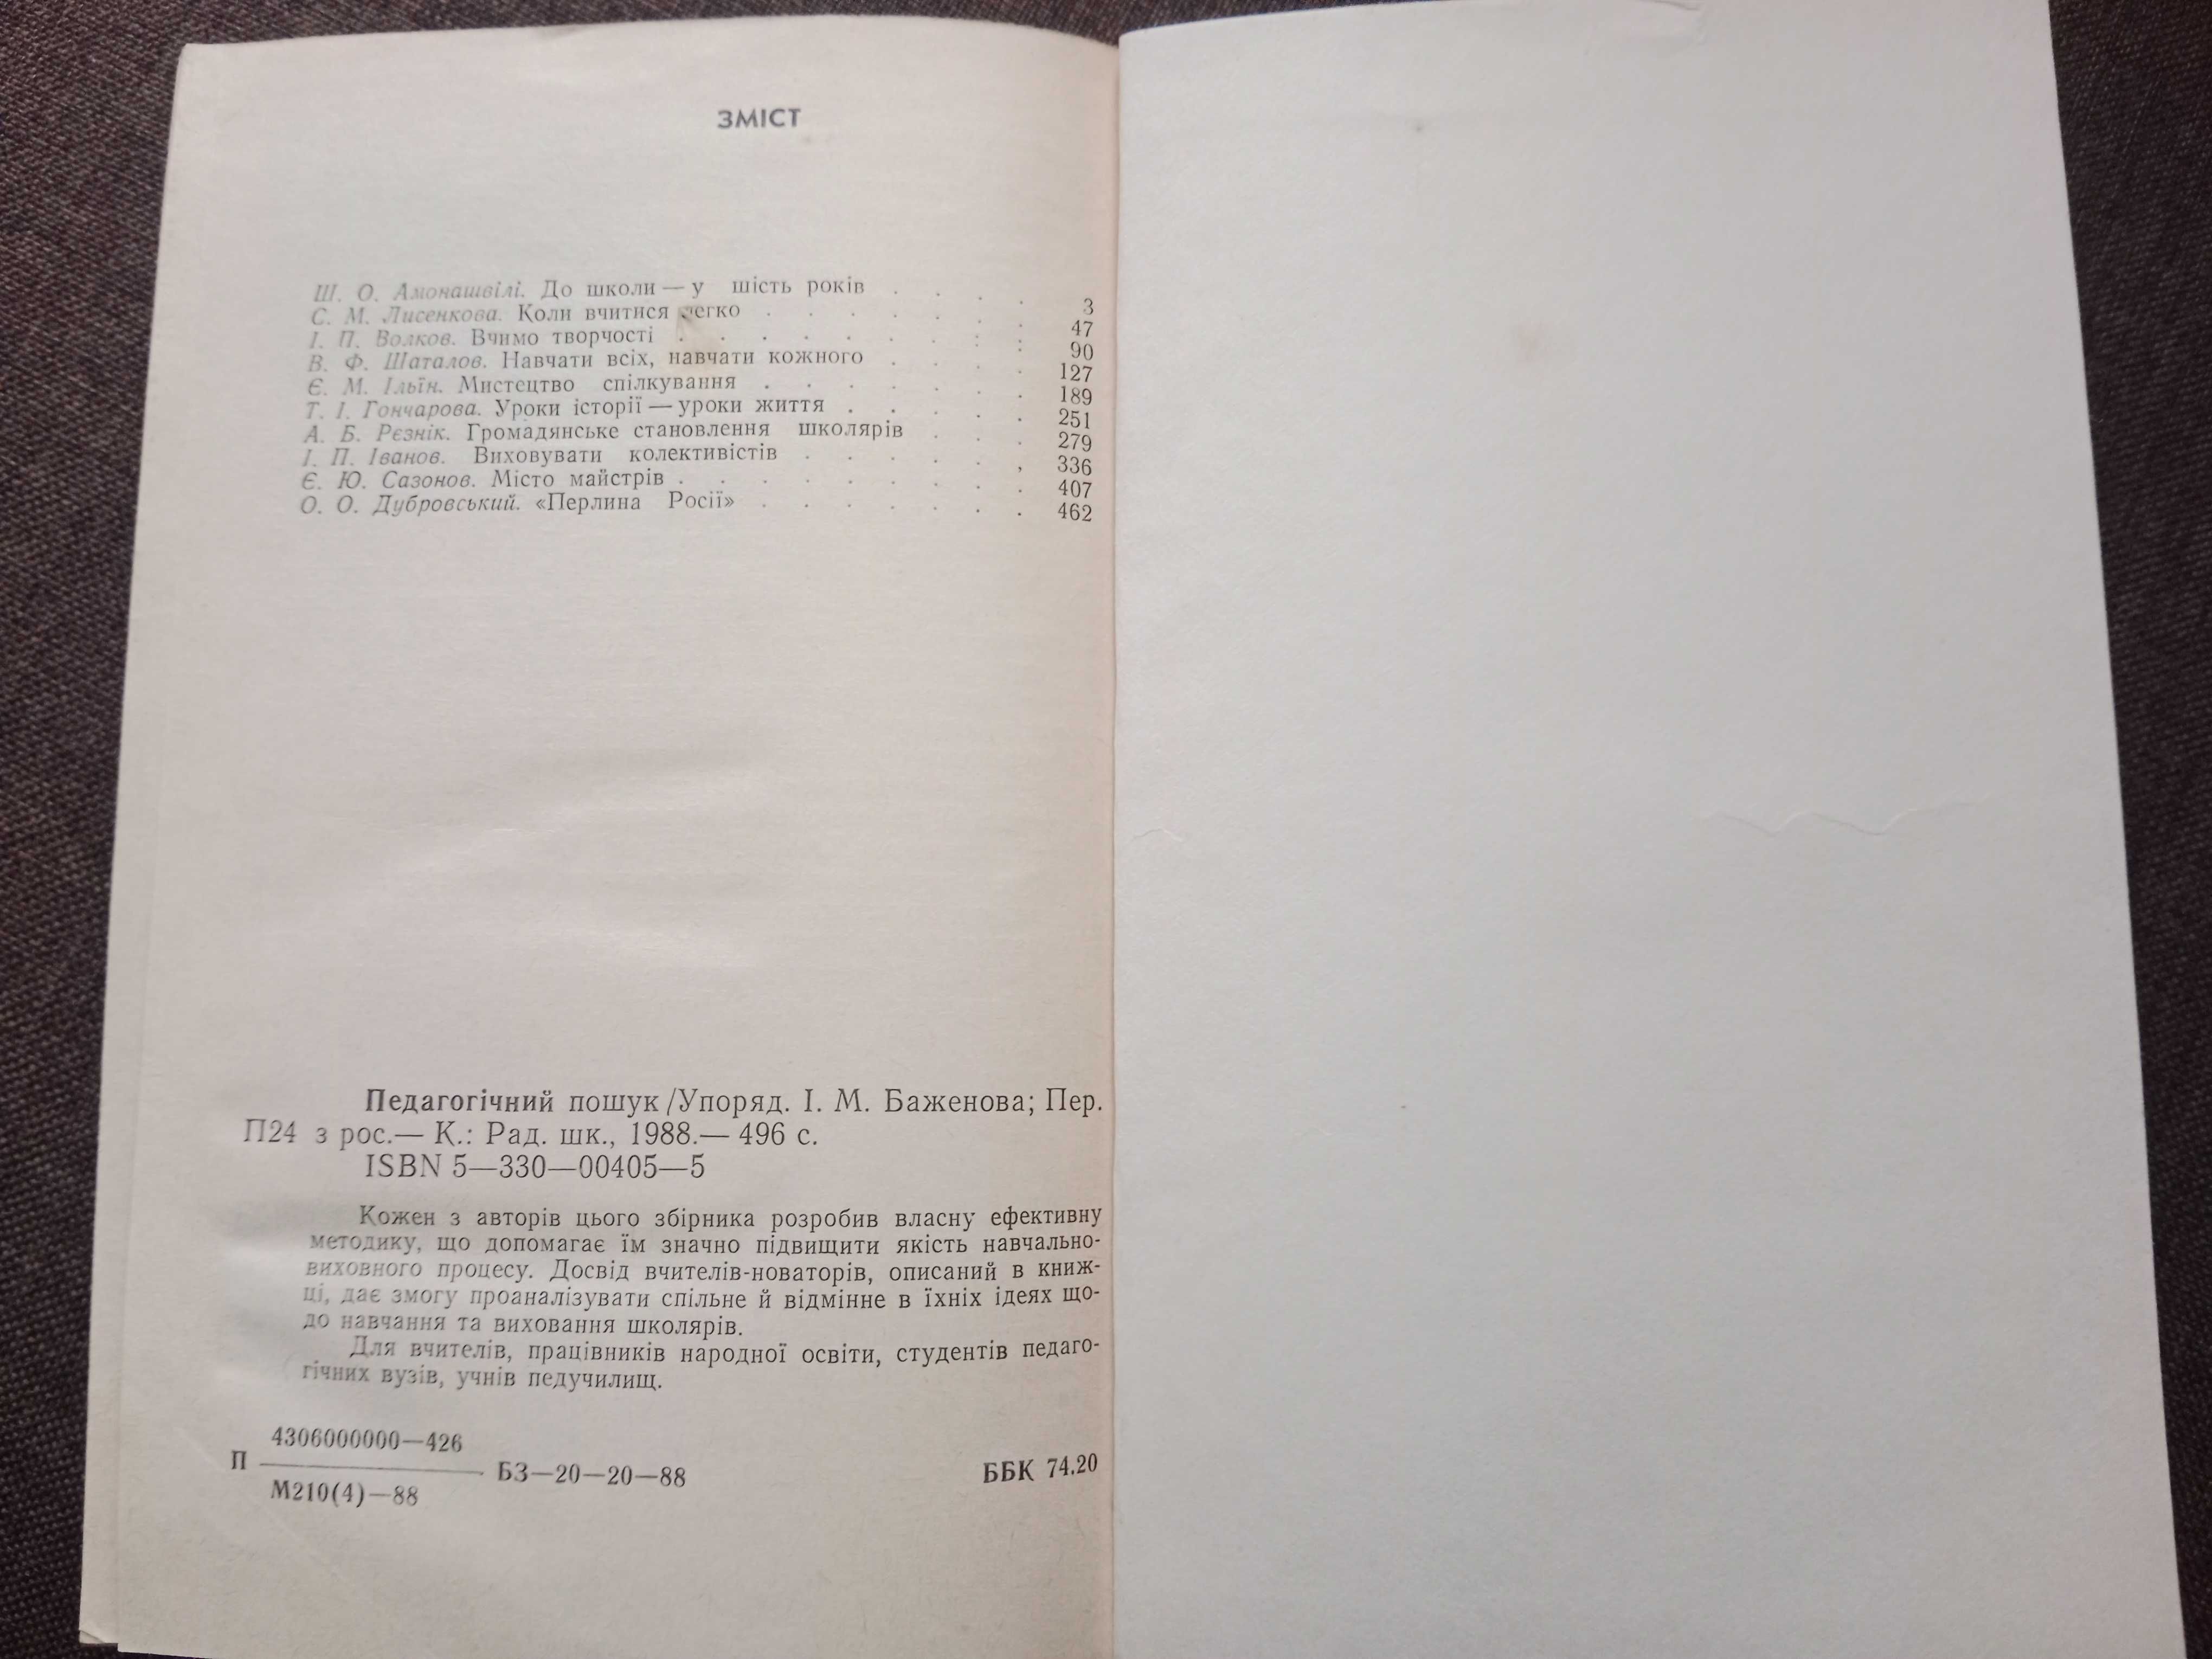 ЗМІСТ
Ш. О. Амонашвілі. До школи — у шість років . . . . 3
С. М. Лисенкова. Коли вчитися легко . . . . . . . 47
І. П. Волков. Вчимо творчості . . . . . . . . . 90
В. Ф. Шаталов. Навчати всіх, навчати кожного . . . . 127
Є. М. Ільїн. Мистецтво спілкування . . . . . . . 189
Т. І. Гончарова. Уроки історії — уроки життя . . . . . 251
А. Б. Рєзнік. Громадянське становлення школярів . . . 279
І. П. Іванов. Виховувати колективістів . . . . . , 336
Є. Ю. Сазонов. Місто майстрів . . . . . . . . . 407
О. О. Дубровський. «Перлина Росії» . . . . . . . 462
Педагогічний пошук /Упоряд. І. М. Баженова; Пер.
П24 з рос.— К.: Рад. шк., 1988.— 496 с.
ISBN 5—330—00405—5
Кожен з авторів цього збірника розробив власну ефективну
методику, що допомагає їм значно підвищити якість навчально-
виховного процесу. Досвід вчителів-новаторів, описаний в книж-
ці, дає змогу проаналізувати спільне й відмінне в їхніх ідеях що-
до навчання та виховання школярів.
Для вчителів, працівників народної освіти, студентів педаго-
гічних вузів, учнів педучилищ.
4306000000—426
П БЗ—20—20—88 ББК 74.20
М210(4)—88